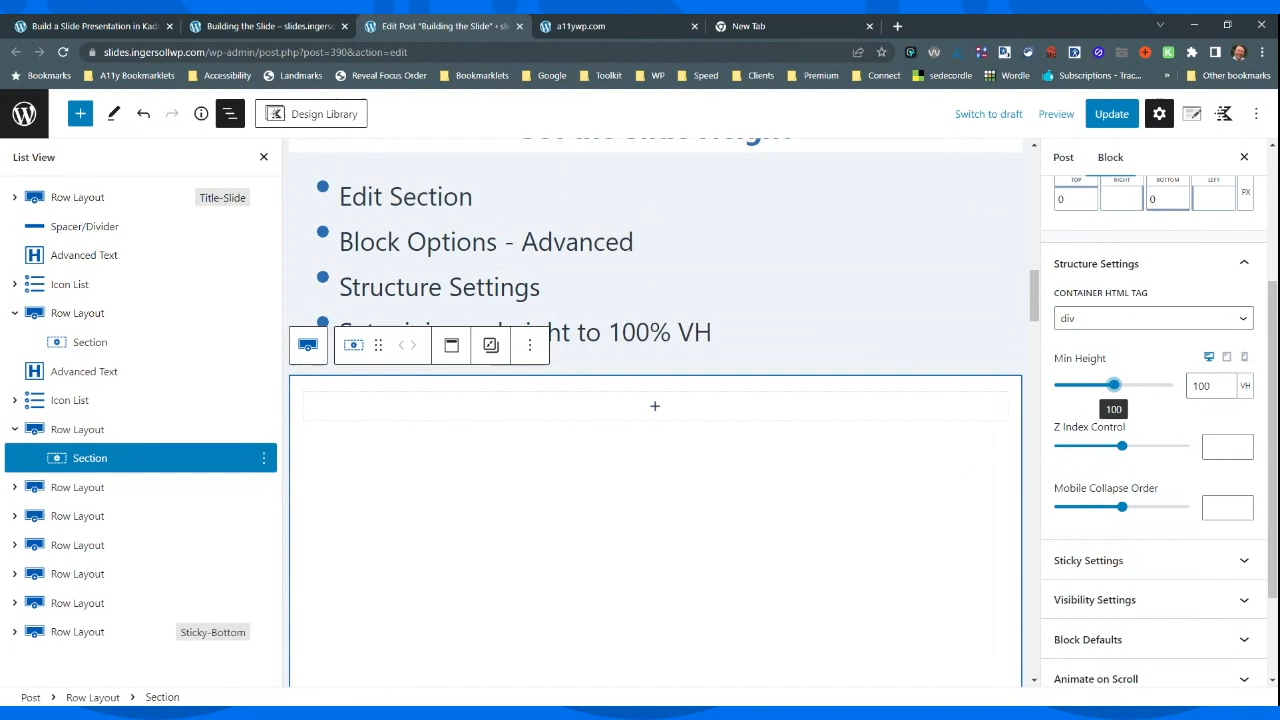 Build a Slide Presentation in Kad
Building the Slide – slides.ingers
Edit Post "Building the Slide" ‹ sl
a11ywp.com
New Tab
slides.ingersollwp.com/wp-admin/post.php?post=390&action=edit
Bookmarks
A11y Bookmarklets
Accessibility
Landmarks
Reveal Focus Order
Bookmarklets
Google
Toolkit
WP
Speed
Clients
Premium
Connect
sedecordle
Wordle
Subscriptions - Trac...
»
Other bookmarks
Design Library
Switch to draft
Preview
Update
List View
Post
Block
Row Layout
Title-Slide
Spacer/Divider
Advanced Text
Icon List
Row Layout
Section
Advanced Text
Icon List
Row Layout
Section
Row Layout
Row Layout
Row Layout
Row Layout
Row Layout
Row Layout
Sticky-Bottom
Edit Section
Block Options - Advanced
Structure Settings
ht to 100% VH
TOP
RIGHT
BOTTOM
LEFT
0
0
PX
Structure Settings
CONTAINER HTML TAG
div
Min Height
100
VH
100
Z Index Control
Mobile Collapse Order
Sticky Settings
Visibility Settings
Block Defaults
Animate on Scroll
Post > Row Layout > Section